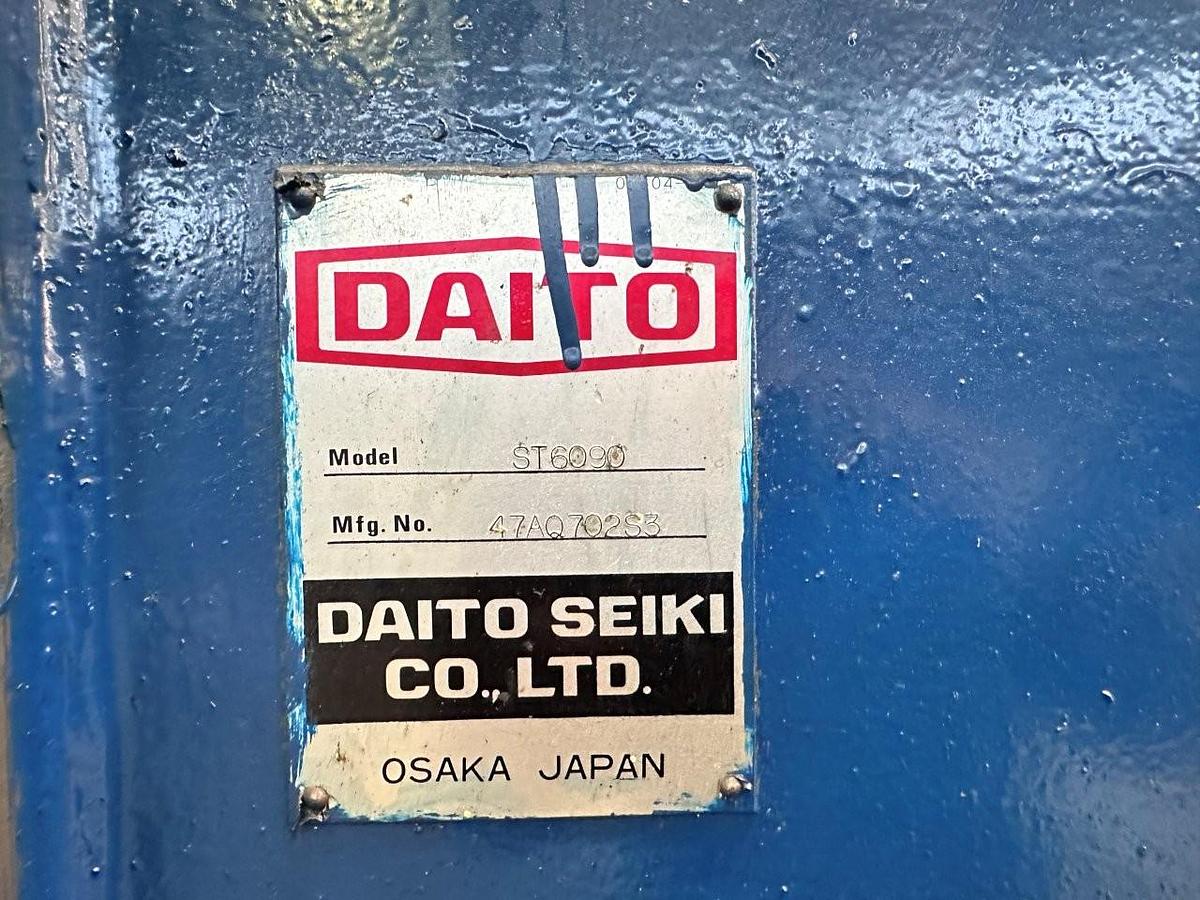 DAITO
Model ST6090
Mfg. No. 47AQ702S3
DAITO SEIKI
CO., LTD.
OSAKA JAPAN